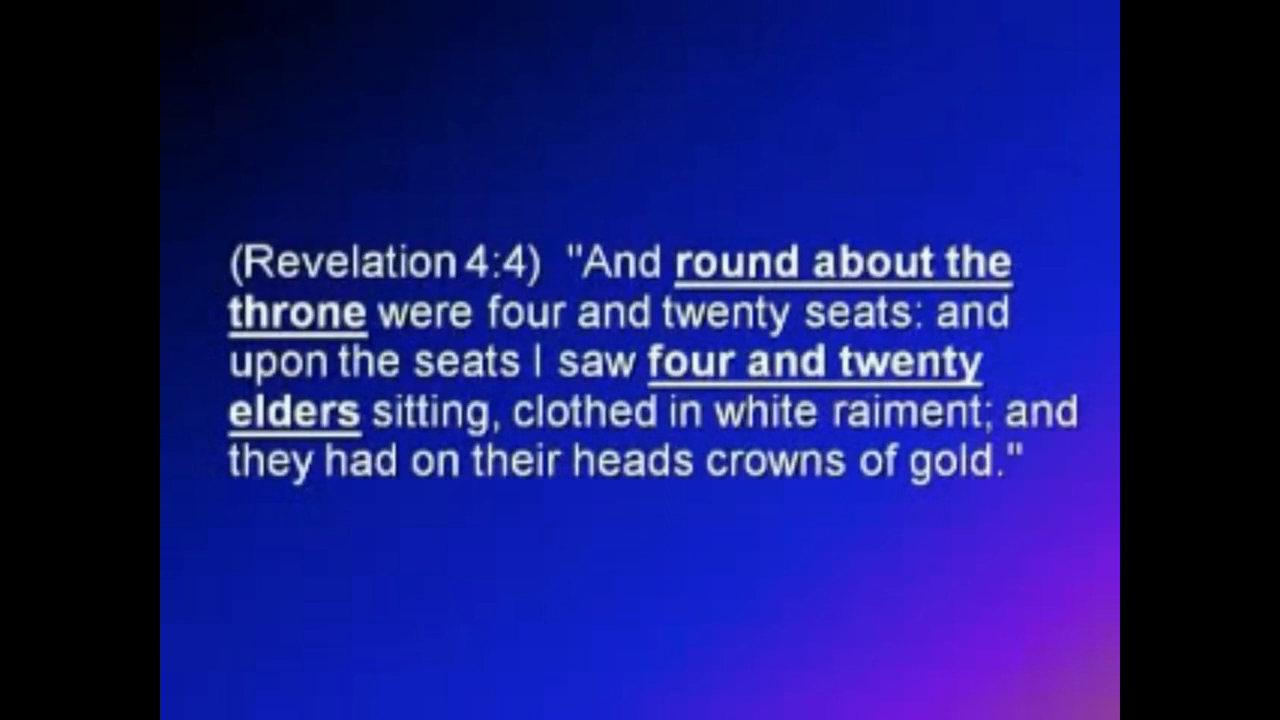 (Revelation 4:4)  "And round about the
throne were four and twenty seats: and
upon the seats I saw four and twenty
elders sitting, clothed in white raiment; and
they had on their heads crowns of gold."